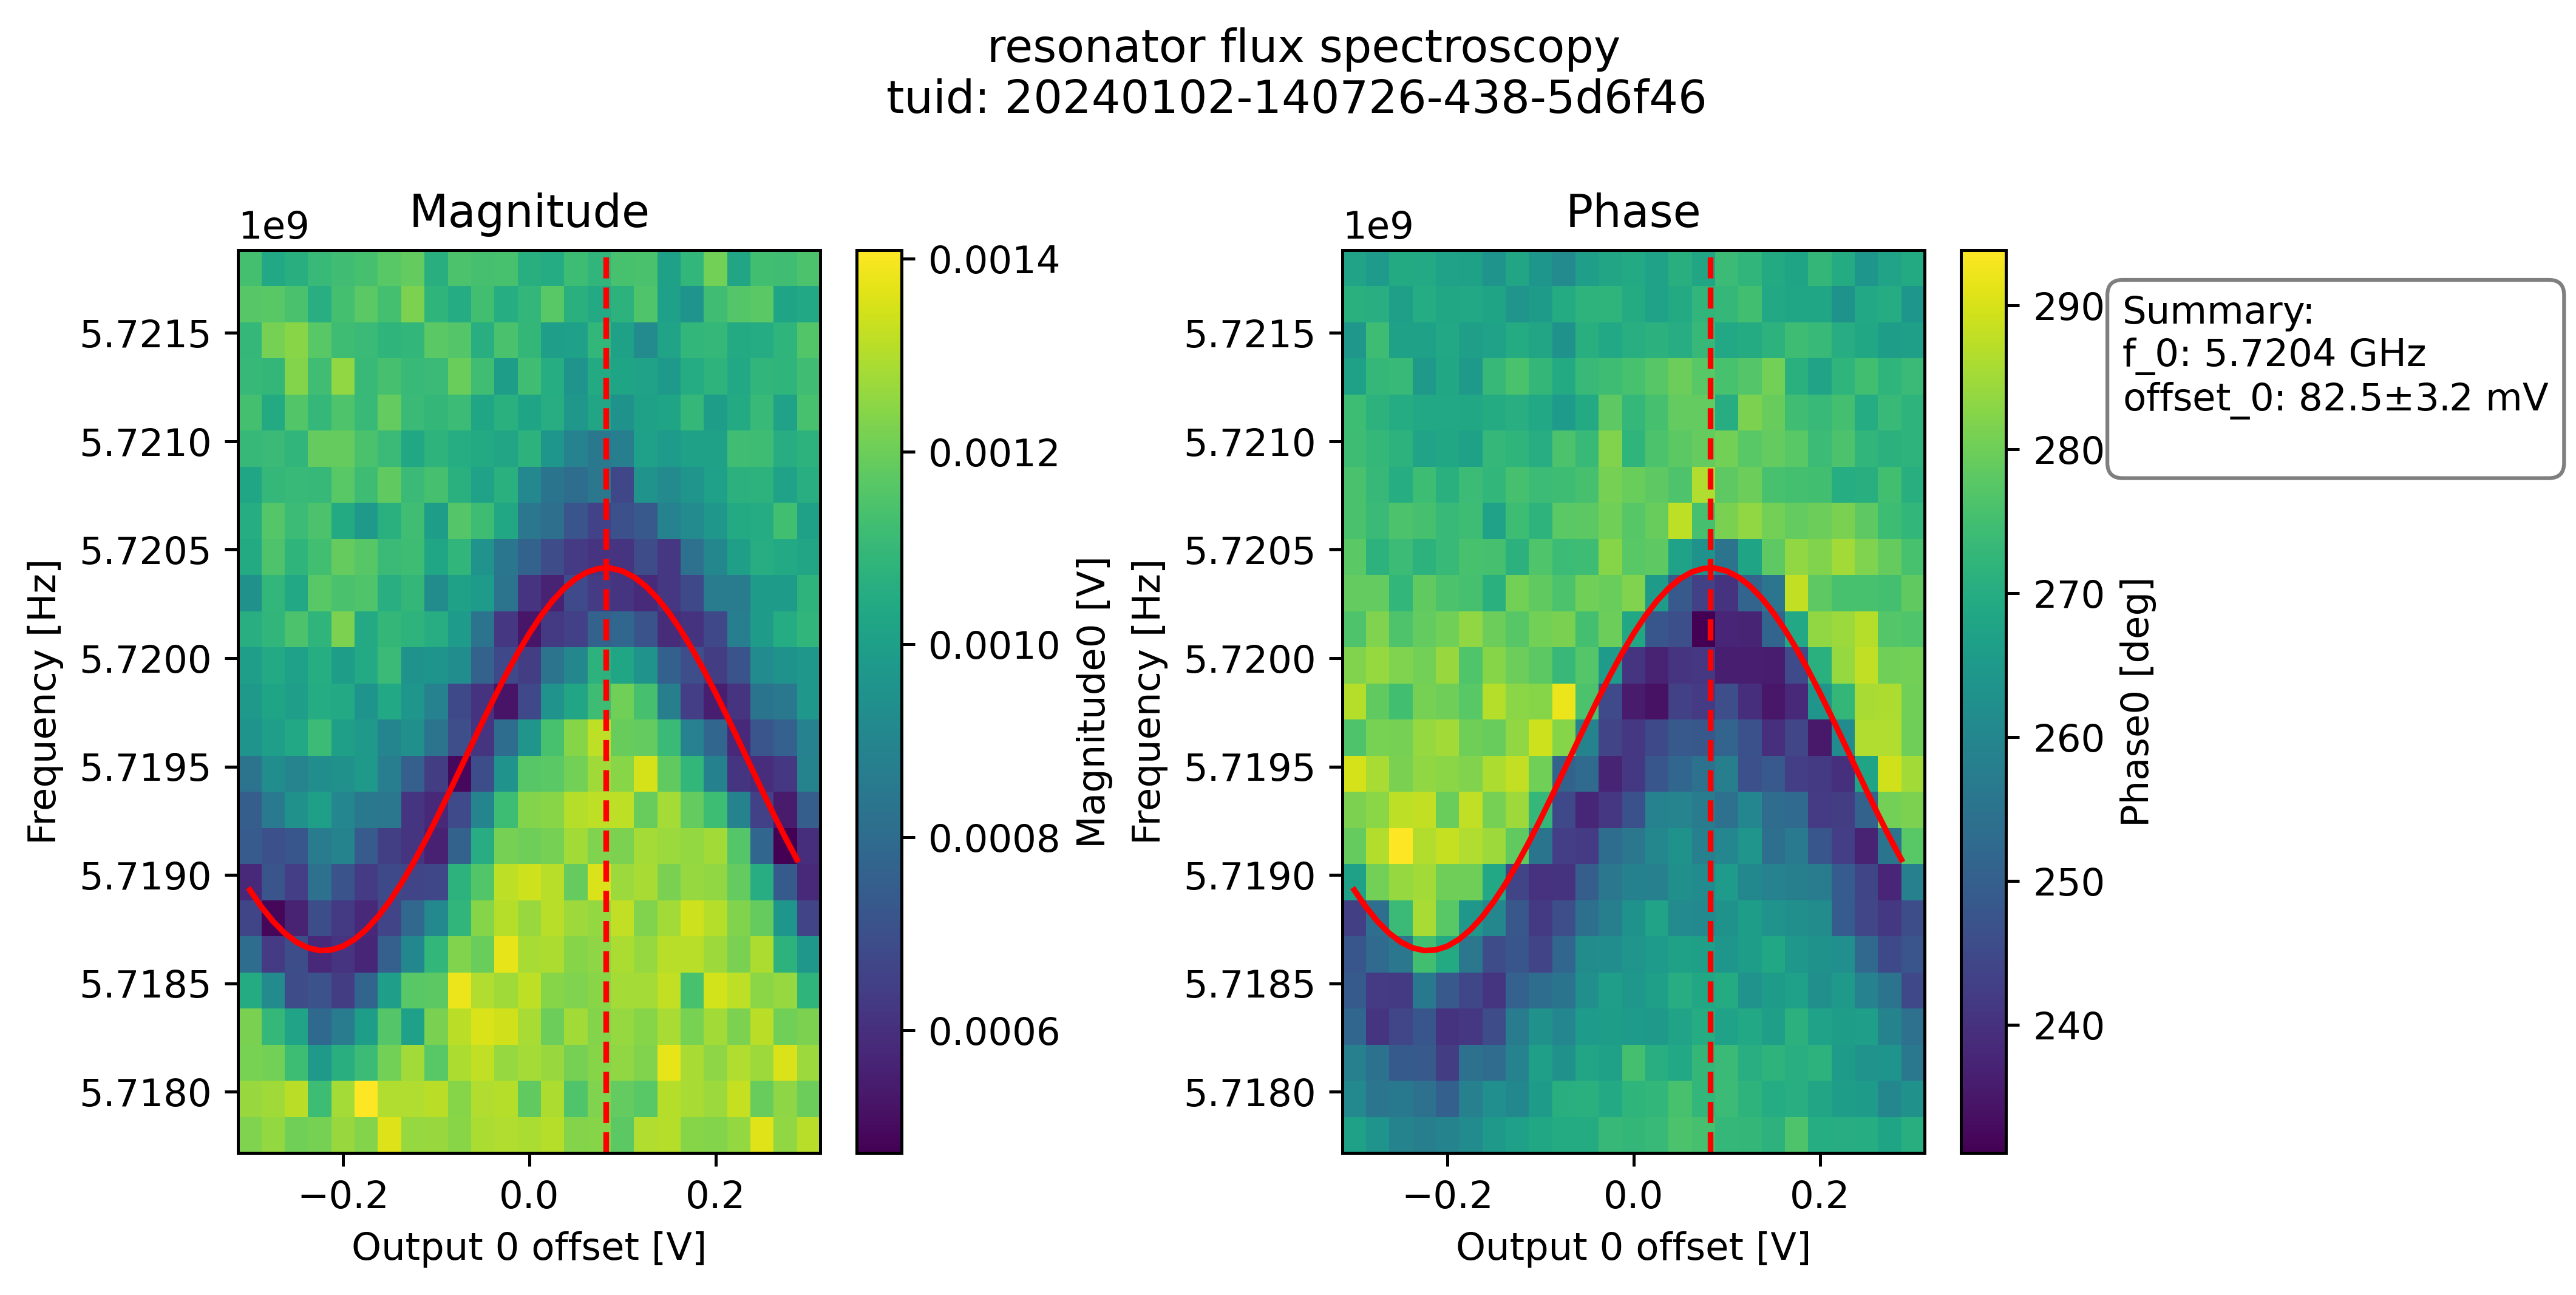 resonator flux spectroscopy
tuid: 20240102-140726-438-5d6f46
Magnitude
1e9
5.7215
5.7210
5.7205
5.7200
5.7195
5.7190
5.7185
5.7180
Frequency [Hz]
−0.2
0.0
0.2
Output 0 offset [V]
0.0014
0.0012
0.0010
0.0008
0.0006
Magnitude0 [V]
Phase
1e9
5.7215
5.7210
5.7205
5.7200
5.7195
5.7190
5.7185
5.7180
Frequency [Hz]
−0.2
0.0
0.2
Output 0 offset [V]
290
280
270
260
250
240
Phase0 [deg]
Summary:
f_0: 5.7204 GHz
offset_0: 82.5±3.2 mV